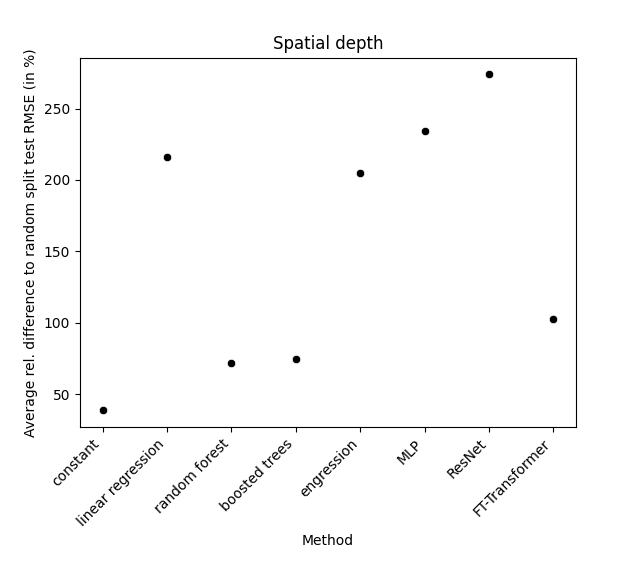 Spatial depth
Average rel. difference to random split test RMSE (in %)
250
200
150
100
50
constant
linear regression
random forest
boosted trees
engression
MLP
ResNet
FT-Transformer
Method